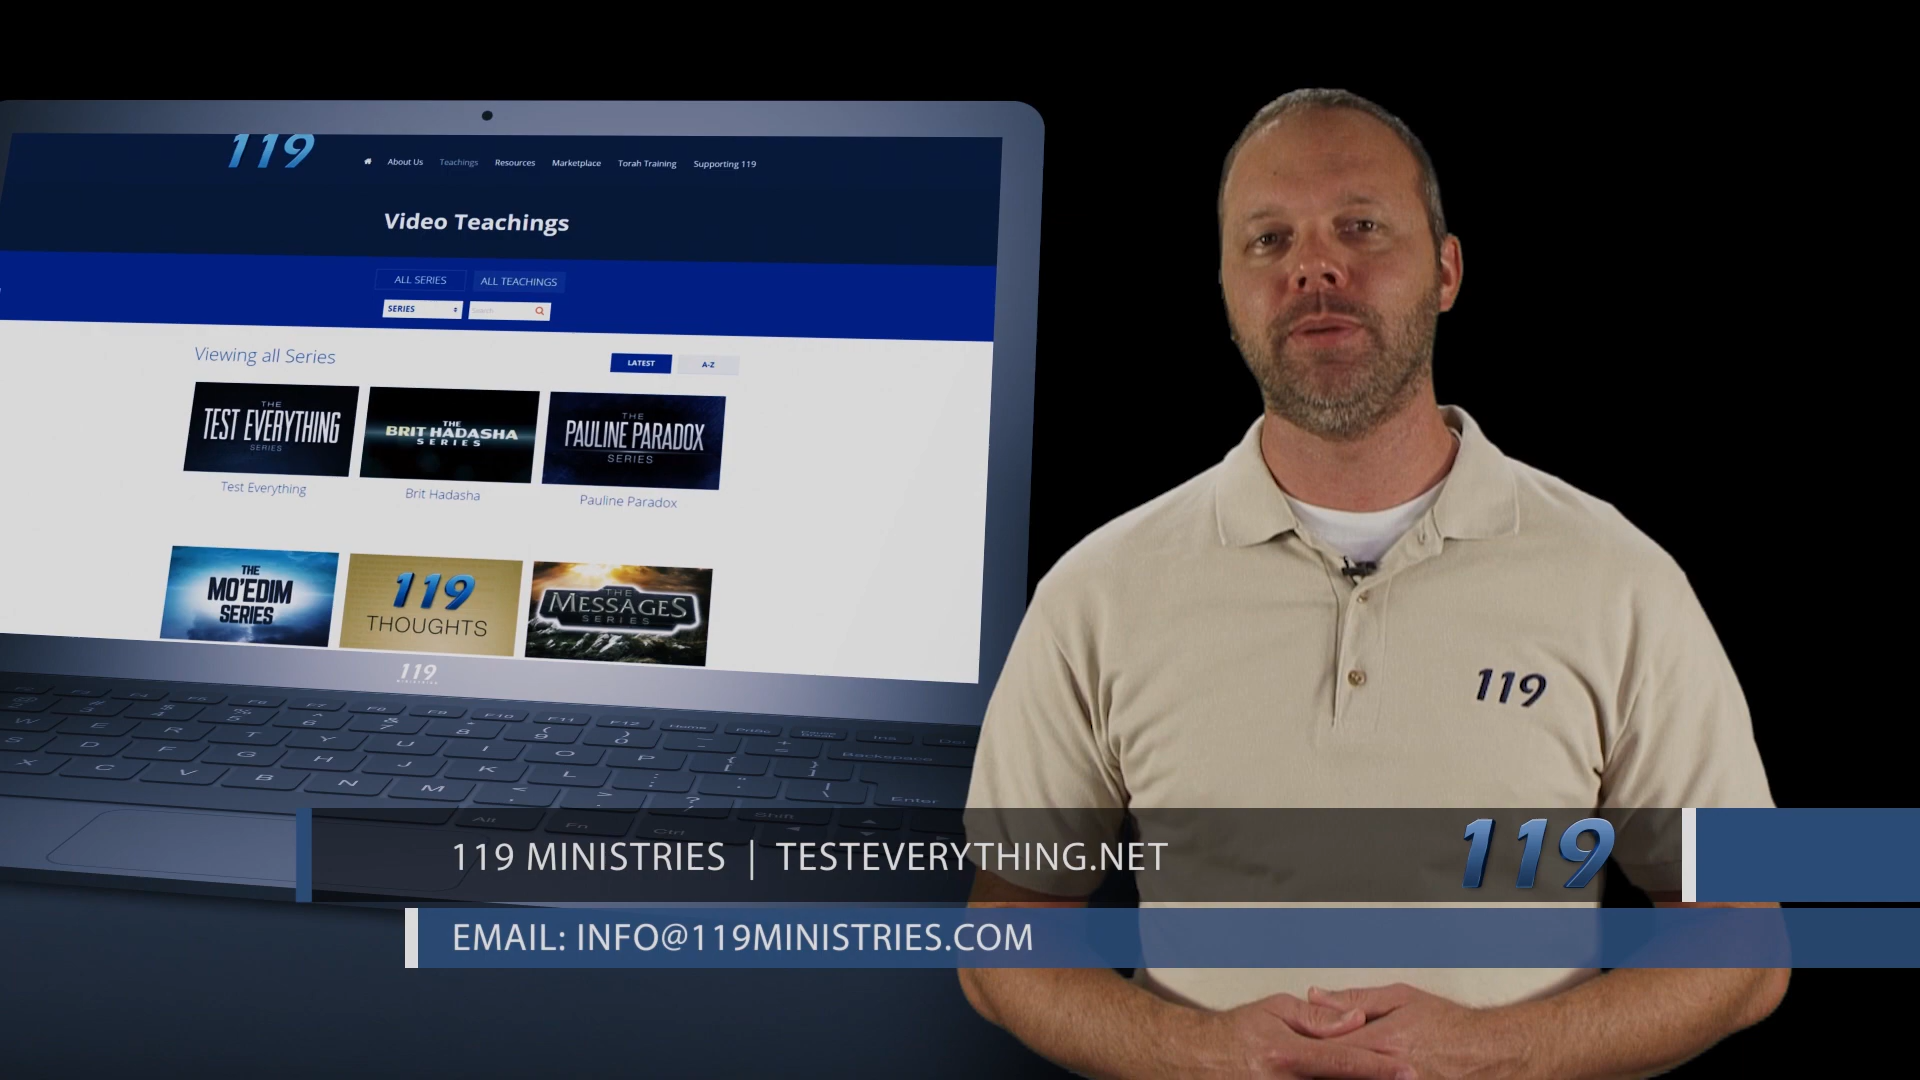 119
About Us Teachings Resources Marketplace Torah Training Supporting 119
Video Teachings
ALL SERIES ALL TEACHINGS
SERIES Search
Viewing all Series
LATEST A-Z
THE
TEST EVERYTHING
SERIES
THE
BRIT HADASHA
SERIES
THE
PAULINE PARADOX
SERIES
Test Everything
Brit Hadasha
Pauline Paradox
THE
MO'EDIM
SERIES
119
THOUGHTS
THE
MESSAGES
SERIES
119
MINISTRIES
119
119 MINISTRIES | TESTEVERYTHING.NET
119
EMAIL: INFO@119MINISTRIES.COM